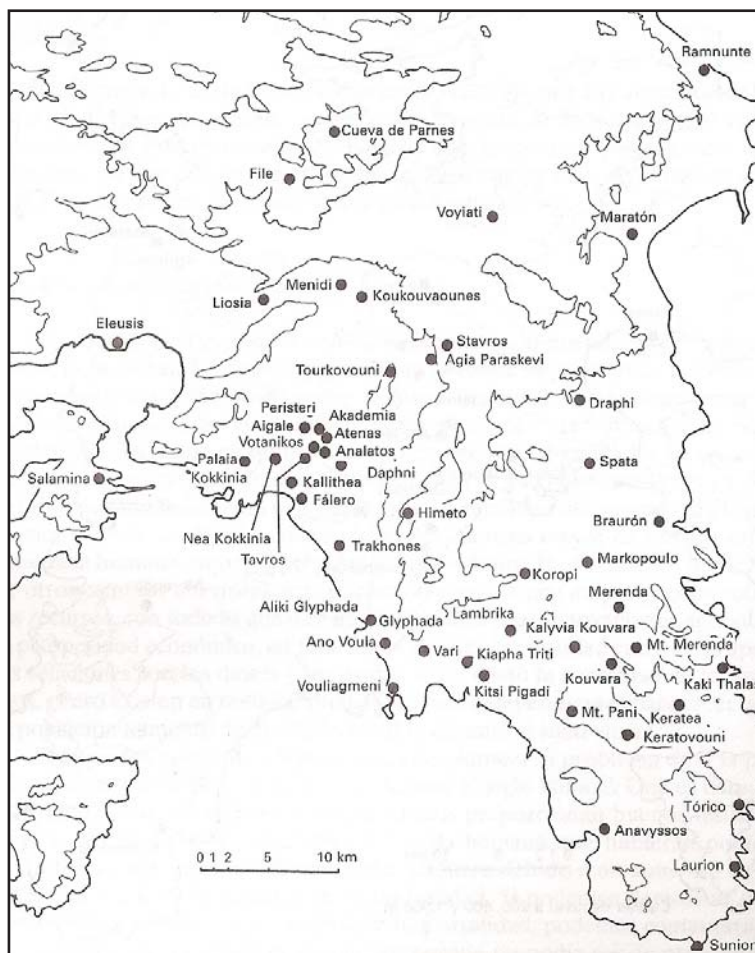 Ramnunte
Cueva de Parnes
File
Voyiati
Maratón
Menidi
Liosia
Koukouvaounes
Eleusis
Stavros
Agia Paraskevi
Tourkovouni
Draphi
Peristeri
Akademia
Aigale
Atenas
Votanikos
Analatos
Palaia
Kokkinia
Daphni
Spata
Salamina
Kallithea
Fálero
Himeto
Braurón
Nea Kokkinia
Tavros
Trakhones
Markopoulo
Koropi
Merenda
Aliki Glyphada
Glyphada
Lambrika
Kalyvia Kouvara
Ano Voula
Vari
Kiapha Triti
Mt. Merenda
Kouvara
Kaki Thala
Vouliagmeni
Kitsi Pigadi
Mt. Pani
Keratea
Keratovouni
Tórico
Anavyssos
0 1 2 5 10 km
Laurion
Sunion